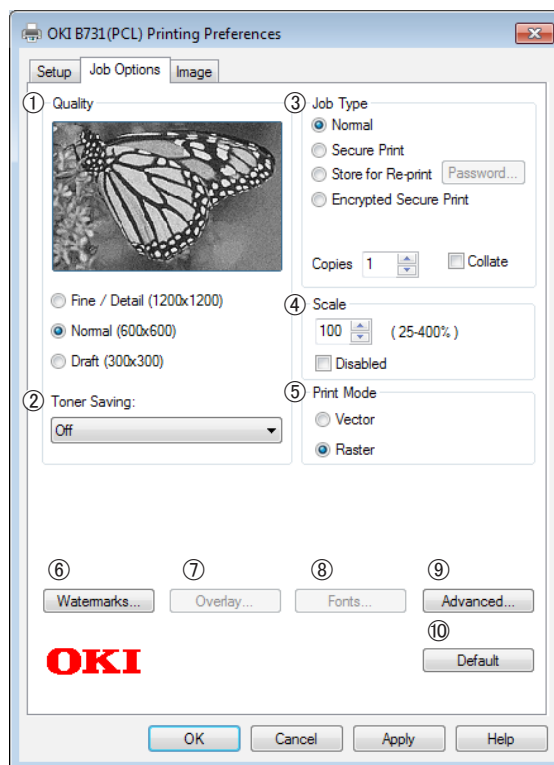 OKI B731(PCL) Printing Preferences
Setup Job Options Image
① Quality
Fine / Detail (1200x1200)
Normal (600x600)
Draft (300x300)
② Toner Saving:
Off
③ Job Type
Normal
Secure Print
Store for Re-print Password...
Encrypted Secure Print
Copies 1 Collate
④ Scale
100 ( 25-400% )
Disabled
⑤ Print Mode
Vector
Raster
⑥ ⑦ ⑧ ⑨
Watermarks... Overlay... Fonts... Advanced...
⑩
OKI Default
OK Cancel Apply Help